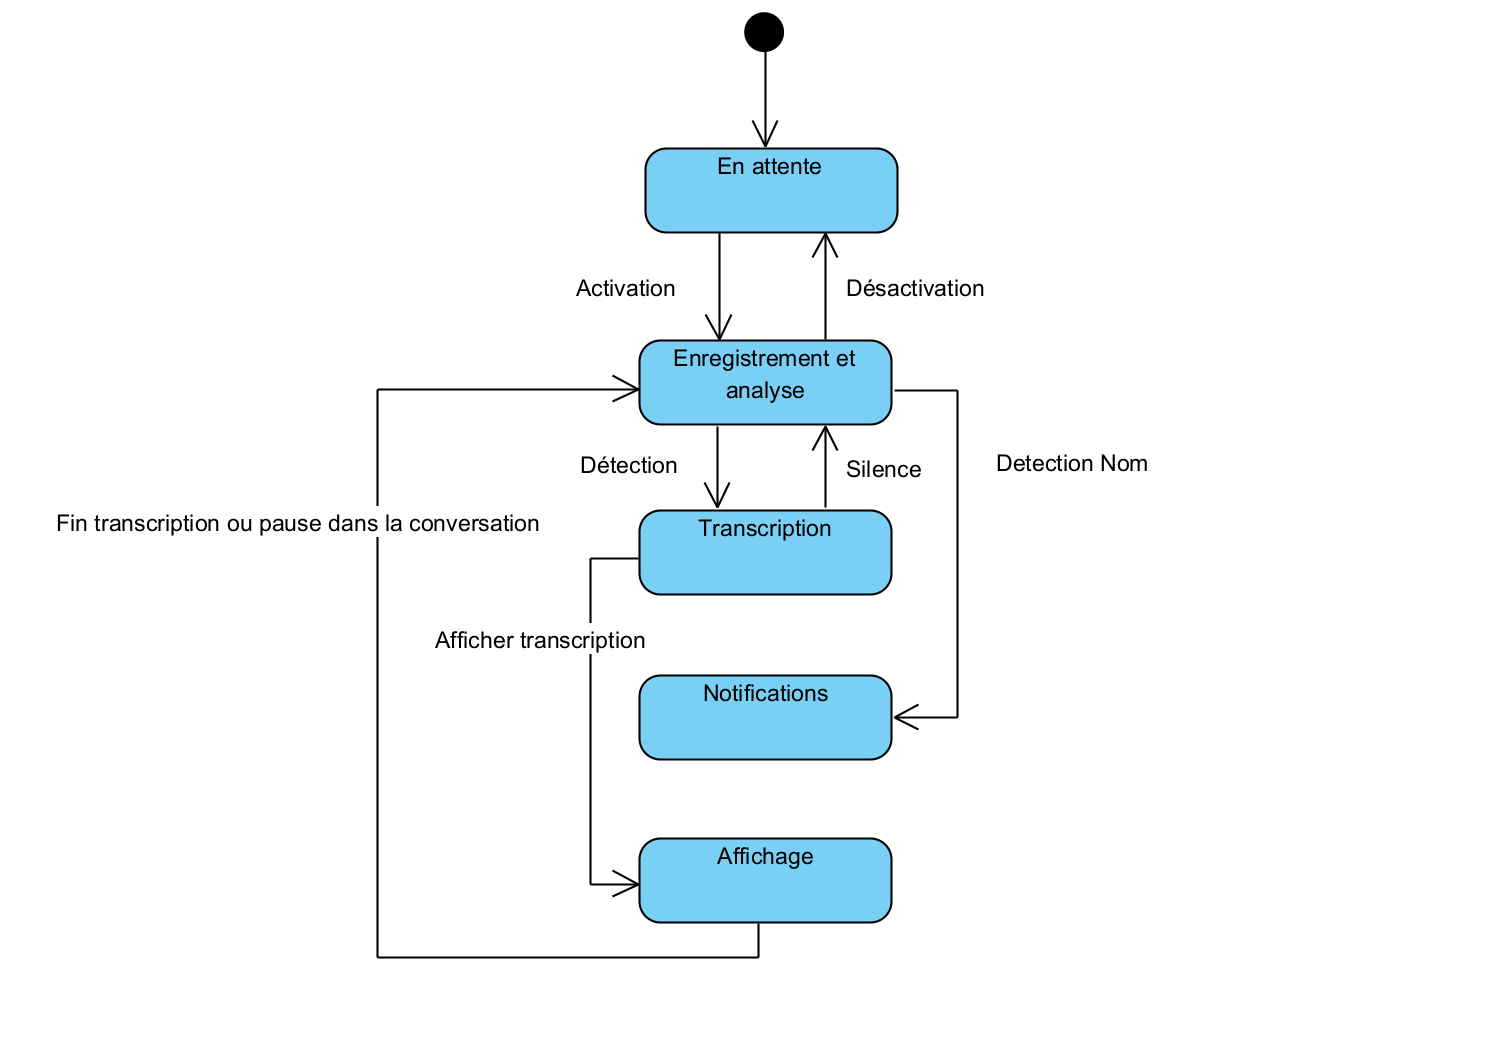 En attente
Activation
Désactivation
Enregistrement et
analyse
Détection
Silence
Detection Nom
Fin transcription ou pause dans la conversation
Transcription
Afficher transcription
Notifications
Affichage